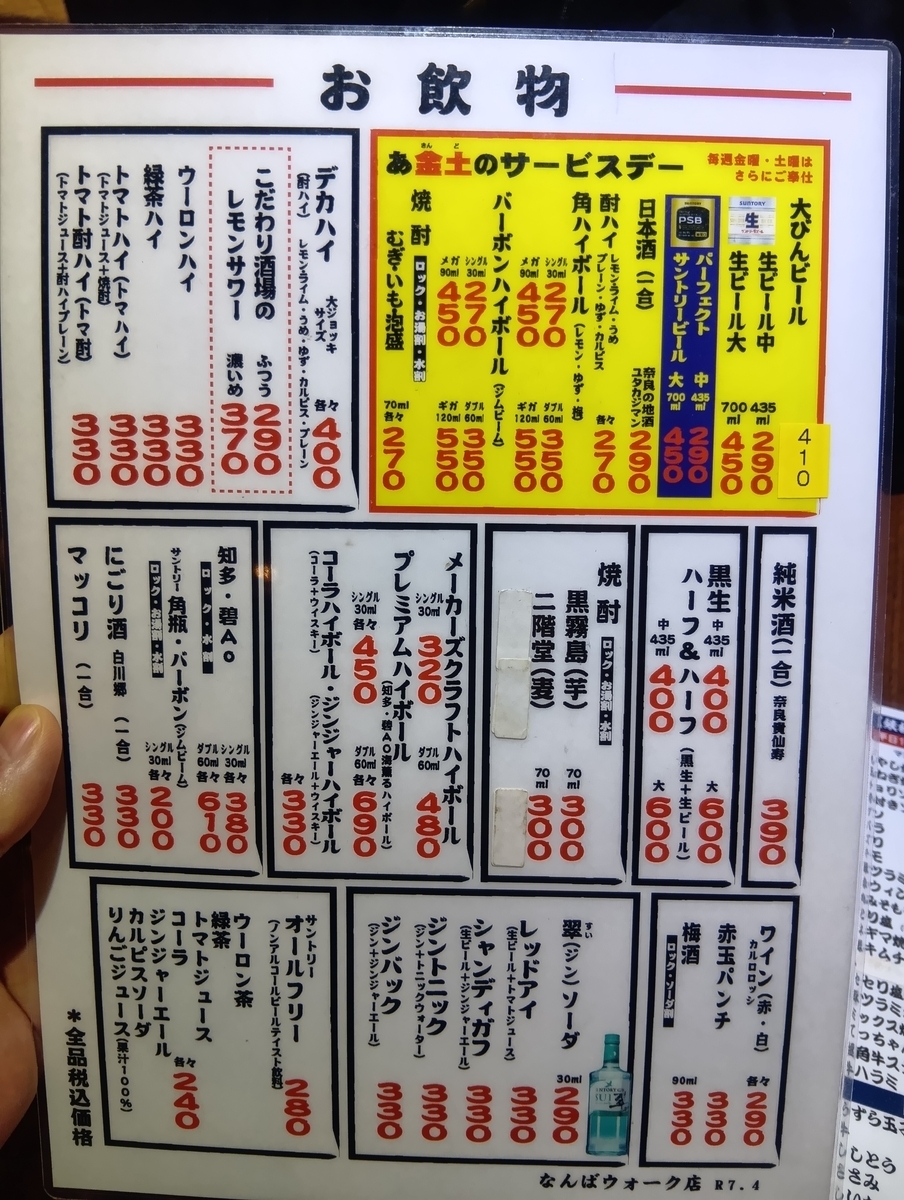 お飲物
あ金土のサービスデー
きん ど
毎週金曜・土曜は
さらにご奉仕
大びんビール 410
生ビール中 435ml 290
生ビール大 700ml 450
SUNTORY
生
PSB
パーフェクト
サントリービール
中 435ml 290
大 700ml 450
日本酒(一合) 奈良の地酒 ユタカジマン 290
酎ハイ レモン・ライム・うめ
プレーン・ゆず・カルピス 各々 270
角ハイボール(レモン・ゆず・梅)
シングル 30ml 270 ダブル 60ml 350
メガ 90ml 450 ギガ 120ml 550
バーボンハイボール(ジムビーム)
シングル 30ml 270 ダブル 60ml 350
メガ 90ml 450 ギガ 120ml 550
焼酎 ロック・お湯割・水割
むぎ・いも・泡盛 70ml 各々 270
デカハイ 大ジョッキサイズ 各々 400
(酎ハイ) レモン・ライム・うめ・ゆず・カルピス・プレーン
こだわり酒場の
レモンサワー
ふつう 290
濃いめ 370
ウーロンハイ 330
緑茶ハイ 330
トマトハイ(トマハイ) 330
(トマトジュース+焼酎)
トマト酎ハイ(トマ酎) 330
(トマトジュース+酎ハイプレーン)
純米酒(一合) 奈良貴仙寿 390
黒生 中 435ml 400 大 600
ハーフ&ハーフ(黒生+生ビール)
中 435ml 400 大 600
焼酎 ロック・お湯割・水割
黒霧島(芋) 70ml 300
二階堂(麦) 70ml 300
メーカーズクラフトハイボール
シングル 30ml 320 ダブル 60ml 480
プレミアムハイボール(知多・碧Ao海薫るハイボール)
シングル 30ml 各々 450 ダブル 60ml 各々 690
コーラハイボール・ジンジャーハイボール
(コーラ+ウイスキー) (ジンジャーエール+ウイスキー)
各々 330
知多・碧Ao
ロック・水割
シングル 30ml 各々 380
ダブル 60ml 各々 610
サントリー角瓶・バーボン(ジムビーム)
ロック・お湯割・水割
シングル 30ml 各々 200
にごり酒 白川郷 (一合) 330
マッコリ (一合) 330
ワイン(赤・白) 各々 290
カルロロッシ
赤玉パンチ 330
梅酒 ロック・ソーダ割 90ml 330
翠(ジン)ソーダ 30ml 290
すい
レッドアイ 330
(生ビール+トマトジュース)
シャンディガフ 330
(生ビール+ジンジャーエール)
ジントニック 330
(ジン+トニックウォーター)
ジンバック 330
(ジン+ジンジャーエール)
SUNTORY GIN
SUI
翠
サントリー
オールフリー 280
(ノンアルコールビールテイスト飲料)
ウーロン茶
緑茶
トマトジュース
コーラ
ジンジャーエール
カルピスソーダ
りんごジュース(果汁100%)
各々 240
*全品税込価格
なんばウォーク店 R7.4